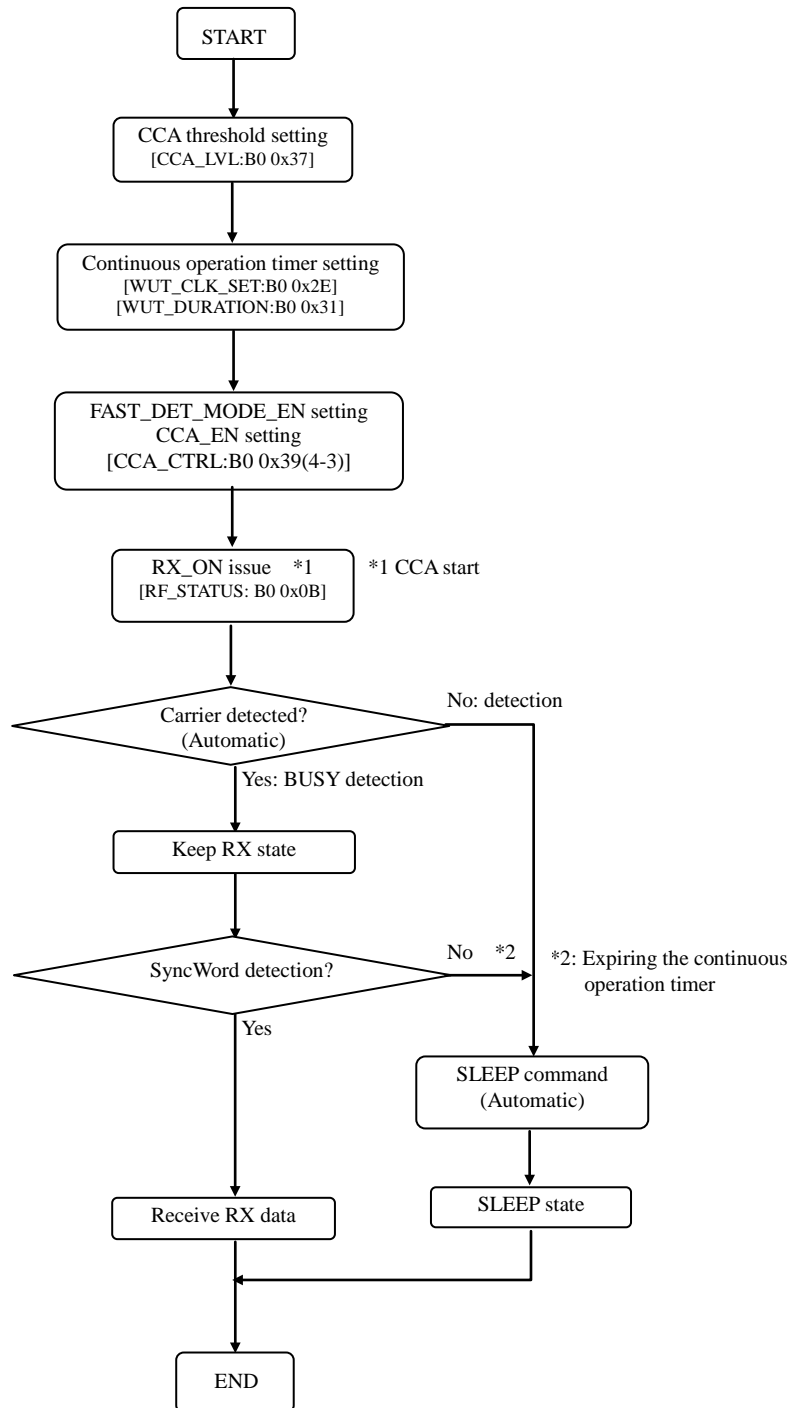 START
CCA threshold setting
[CCA_LVL:B0 0x37]
Continuous operation timer setting
[WUT_CLK_SET:B0 0x2E]
[WUT_DURATION:B0 0x31]
FAST_DET_MODE_EN setting
CCA_EN setting
[CCA_CTRL:B0 0x39(4-3)]
RX_ON issue *1
[RF_STATUS: B0 0x0B]
*1 CCA start
Carrier detected?
(Automatic)
No: detection
Yes: BUSY detection
Keep RX state
SyncWord detection?
No *2
*2: Expiring the continuous
operation timer
Yes
SLEEP command
(Automatic)
SLEEP state
Receive RX data
END